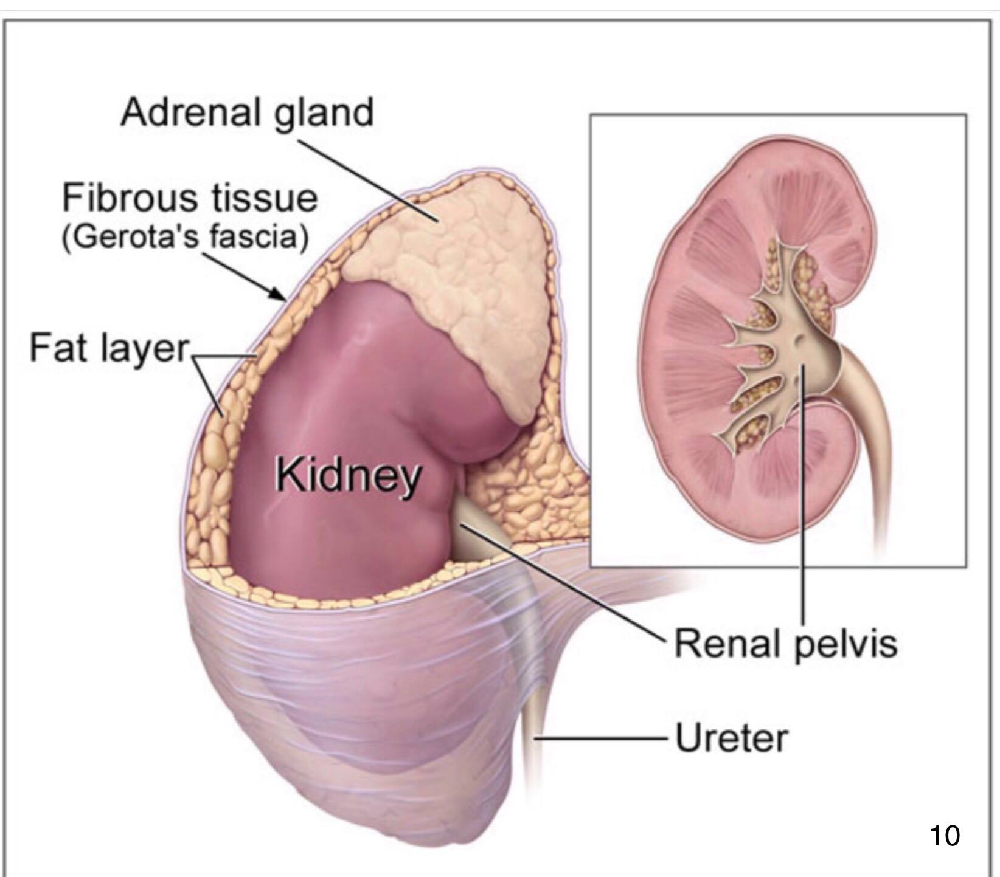 Adrenal gland
Fibrous tissue
(Gerota's fascia)
Fat layer
Kidney
Renal pelvis
Ureter
10